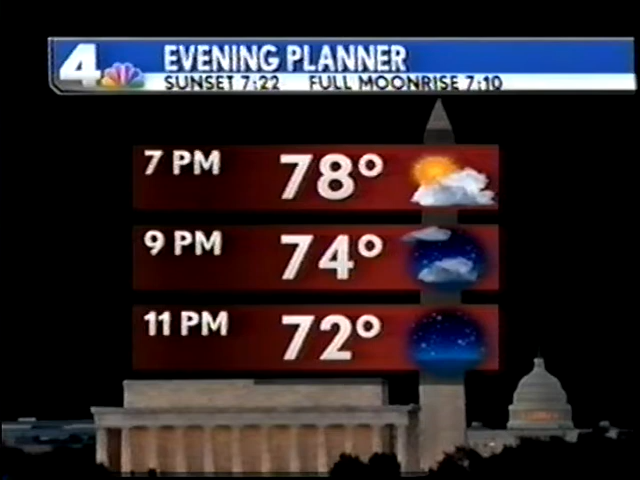 4 EVENING PLANNER
SUNSET 7:22 FULL MOONRISE 7:10
7 PM 78°
9 PM 74°
11 PM 72°